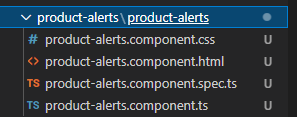 product-alerts\product-alerts
# product-alerts.component.css U
<> product-alerts.component.html U
TS product-alerts.component.spec.ts U
TS product-alerts.component.ts U